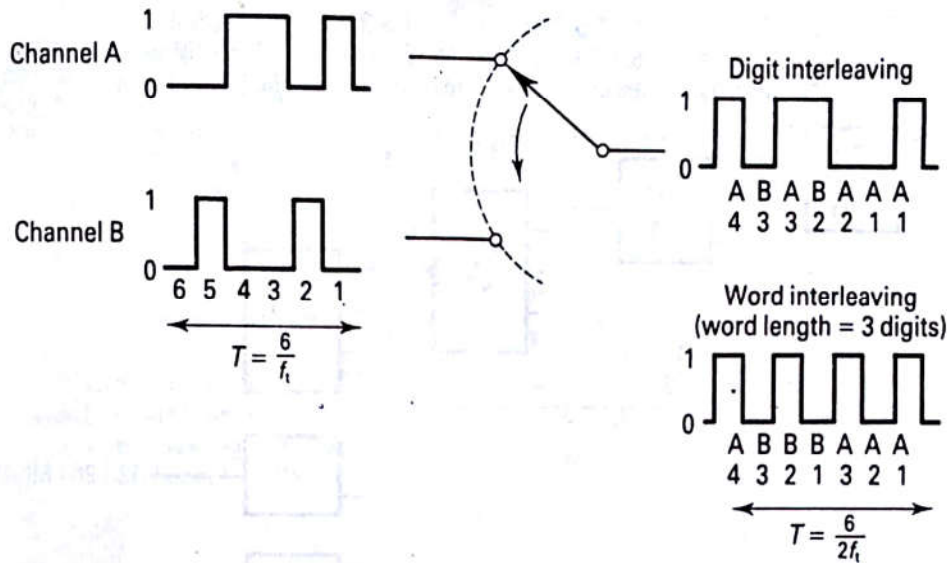 Channel A
1
0
Channel B
1
0
6 5 4 3 2 1
T = 6/fₜ
Digit interleaving
1
0
A B A B A A A
4 3 3 2 2 1 1
Word interleaving
(word length = 3 digits)
1
0
A B B B A A A
4 3 2 1 3 2 1
T = 6/2fₜ